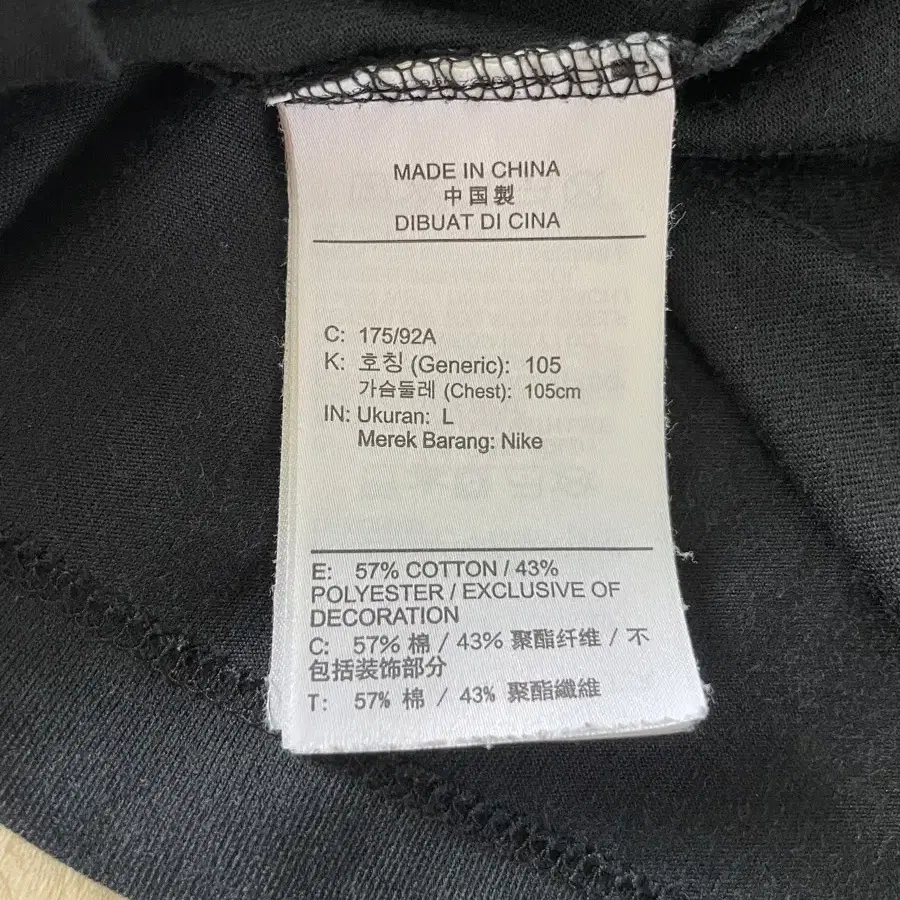 MADE IN CHINA
中国製
DIBUAT DI CINA
C: 175/92A
K: 호칭 (Generic): 105
가슴둘레 (Chest): 105cm
IN: Ukuran: L
Merek Barang: Nike
E: 57% COTTON / 43%
POLYESTER / EXCLUSIVE OF
DECORATION
C: 57% 棉 / 43% 聚酯纤维 / 不
包括装饰部分
T: 57% 棉 / 43% 聚酯纖維